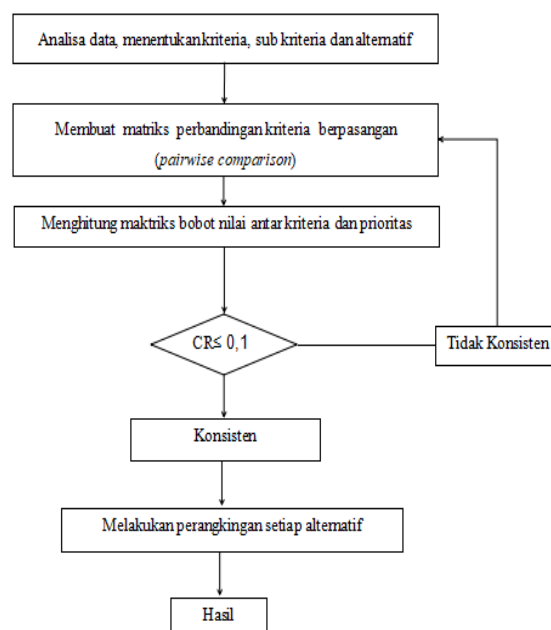 Analisa data, menentukan kriteria, sub kriteria dan alternatif
Membuat matriks perbandingan kriteria berpasangan
(pairwise comparison)
Menghitung maktriks bobot nilai antar kriteria dan prioritas
CR≤ 0,1
Tidak Konsisten
Konsisten
Melakukan perangkingan setiap alternatif
Hasil